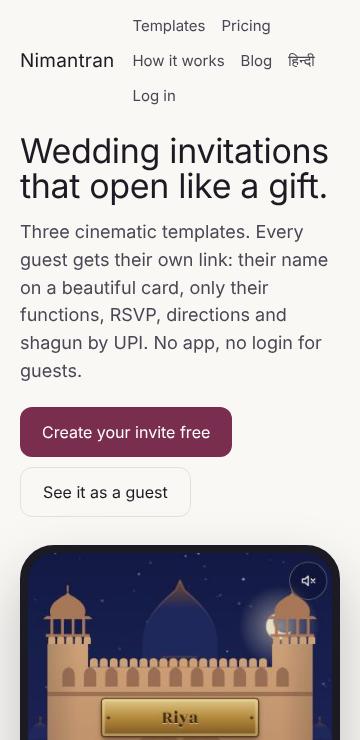 Templates Pricing
Nimantran How it works Blog हिन्दी
Log in
Wedding invitations
that open like a gift.
Three cinematic templates. Every
guest gets their own link: their name
on a beautiful card, only their
functions, RSVP, directions and
shagun by UPI. No app, no login for
guests.
Create your invite free
See it as a guest
Riya